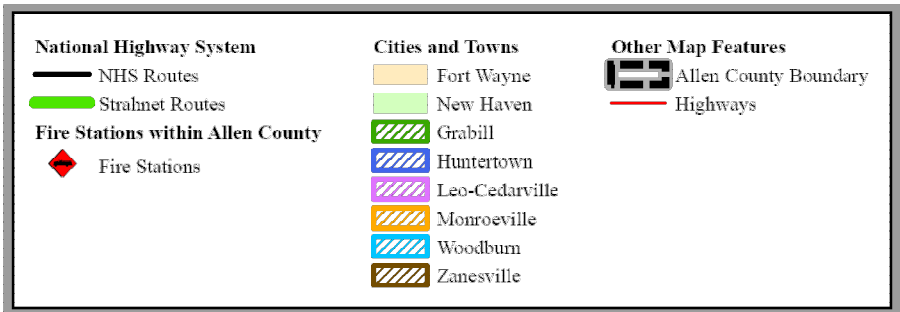 National Highway System
NHS Routes
Strahnet Routes
Fire Stations within Allen County
Fire Stations
Cities and Towns
Fort Wayne
New Haven
Grabill
Huntertown
Leo-Cedarville
Monroeville
Woodburn
Zanesville
Other Map Features
Allen County Boundary
Highways